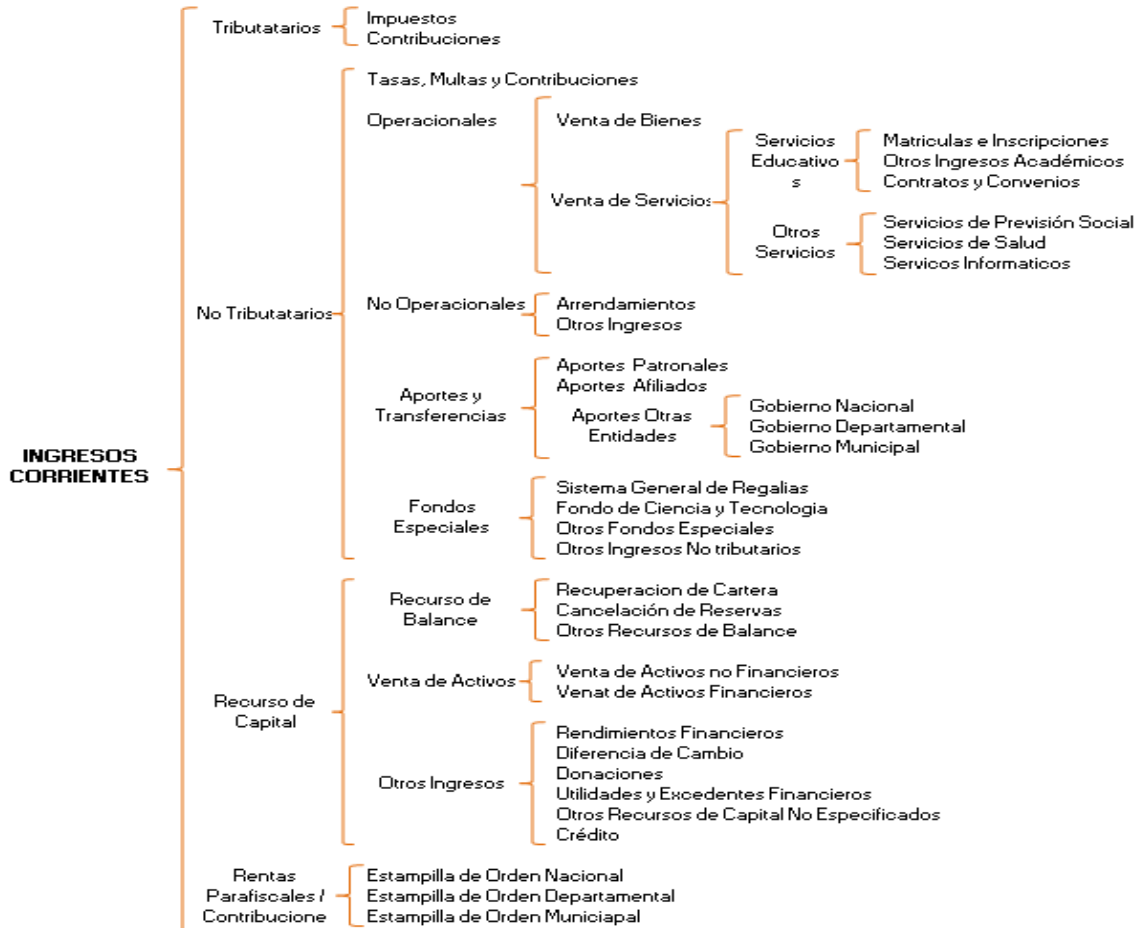 INGRESOS
CORRIENTES
Tributatarios
Impuestos
Contribuciones
No Tributatarios
Tasas, Multas y Contribuciones
Operacionales
Venta de Bienes
Venta de Servicios
Servicios
Educativo
s
Matriculas e Inscripciones
Otros Ingresos Académicos
Contratos y Convenios
Otros
Servicios
Servicios de Previsión Social
Servicios de Salud
Servicos Informaticos
No Operacionales
Arrendamientos
Otros Ingresos
Aportes y
Transferencias
Aportes Patronales
Aportes Afiliados
Aportes Otras
Entidades
Gobierno Nacional
Gobierno Departamental
Gobierno Municipal
Fondos
Especiales
Sistema General de Regalias
Fondo de Ciencia y Tecnologia
Otros Fondos Especiales
Otros Ingresos No tributarios
Recurso de
Capital
Recurso de
Balance
Recuperacion de Cartera
Cancelación de Reservas
Otros Recursos de Balance
Venta de Activos
Venta de Activos no Financieros
Venat de Activos Financieros
Otros Ingresos
Rendimientos Financieros
Diferencia de Cambio
Donaciones
Utilidades y Excedentes Financieros
Otros Recursos de Capital No Especificados
Crédito
Rentas
Parafiscales /
Contribucione
Estampilla de Orden Nacional
Estampilla de Orden Departamental
Estampilla de Orden Municiapal